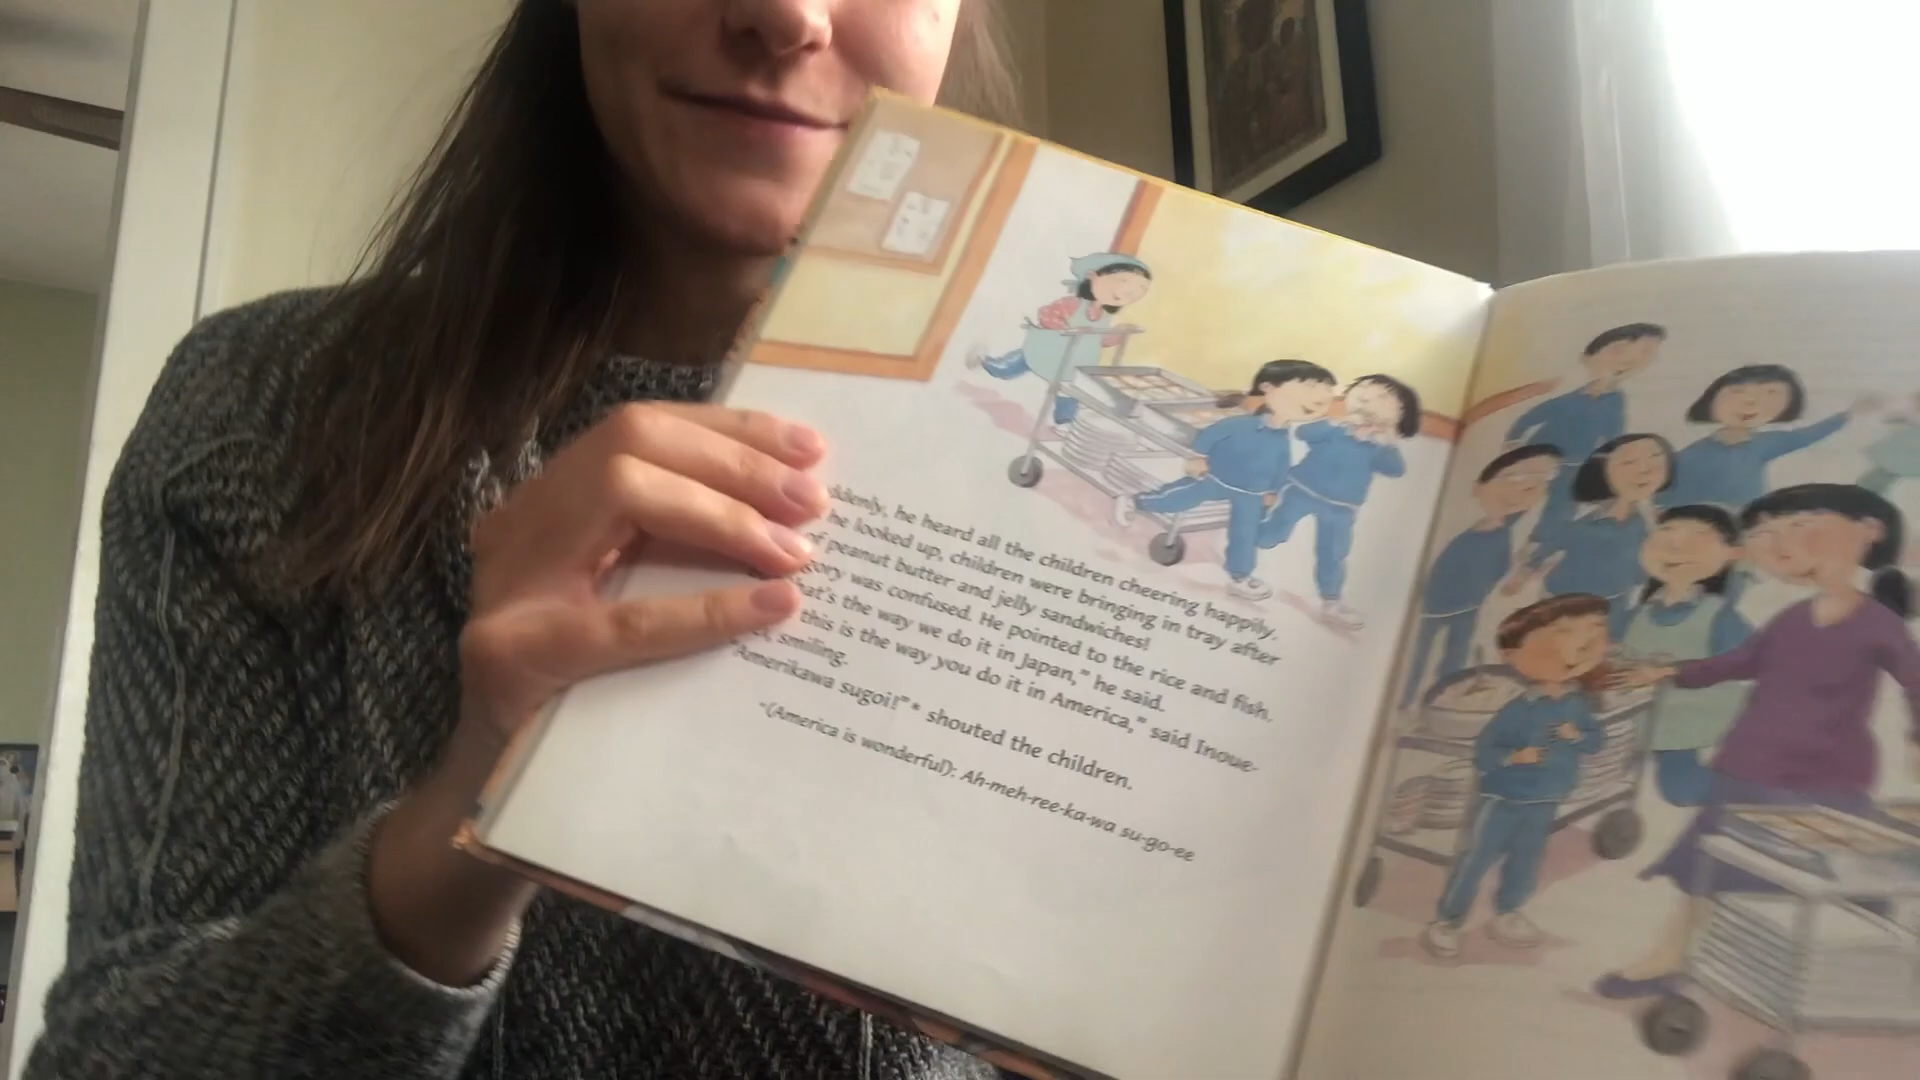 ddenly, he heard all the children cheering happily.
he looked up, children were bringing in tray after
of peanut butter and jelly sandwiches!
gory was confused. He pointed to the rice and fish.
hat's the way we do it in Japan," he said.
this is the way you do it in America," said Inoue-
smiling.
Amerikawa sugoi!"* shouted the children.
*(America is wonderful): Ah-meh-ree-ka-wa su-go-ee